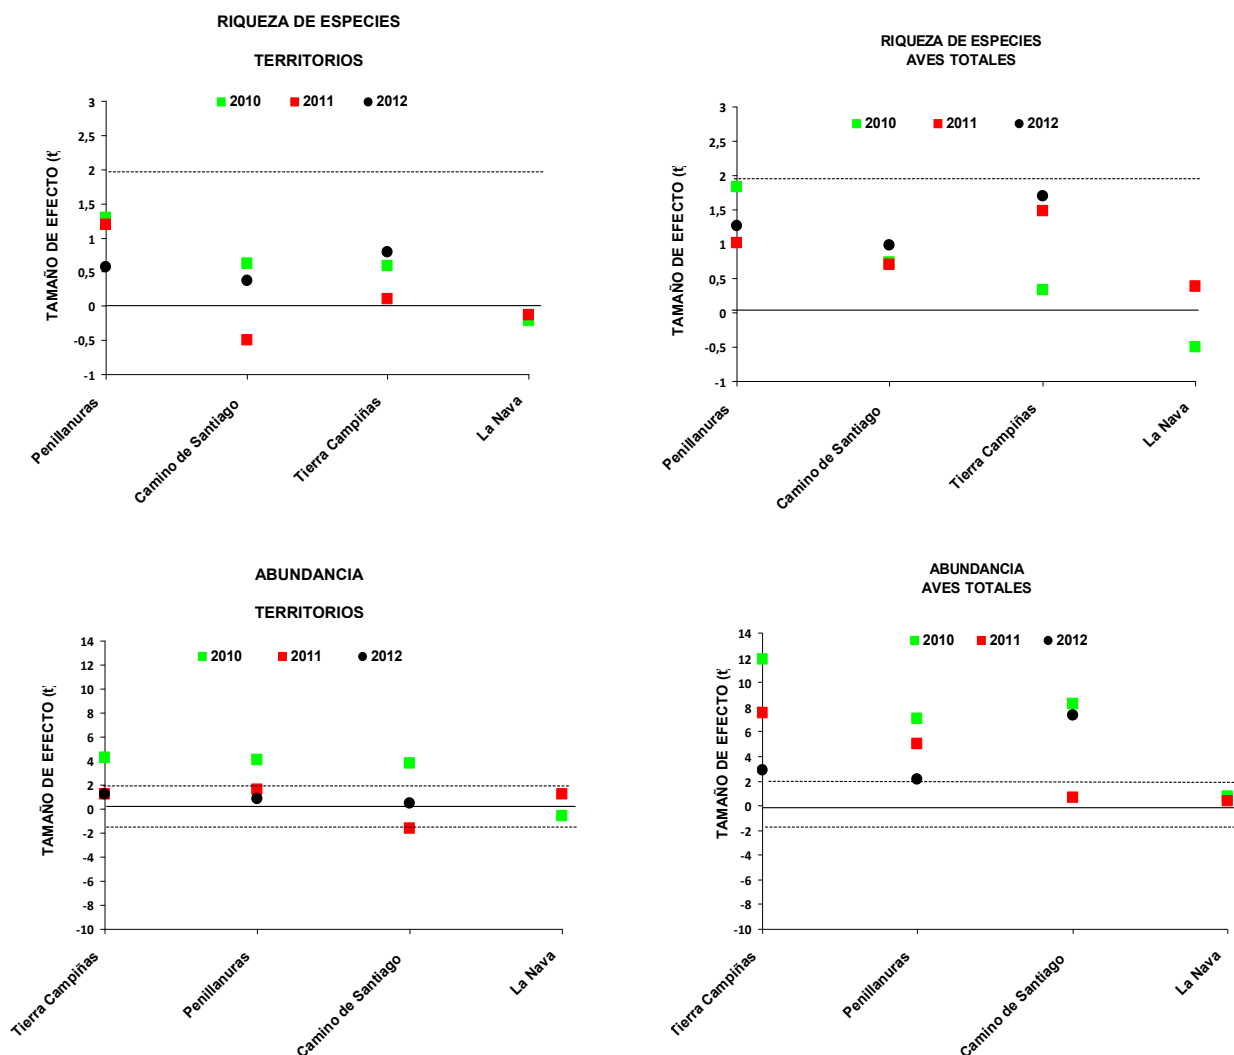 RIQUEZA DE ESPECIES
TERRITORIOS
2010 2011 2012
TAMAÑO DE EFECTO (t
3
2,5
2
1,5
1
0,5
0
-0,5
-1
Penillanuras
Camino de Santiago
Tierra Campiñas
La Nava
RIQUEZA DE ESPECIES
AVES TOTALES
2010 2011 2012
TAMAÑO DE EFECTO (t
3
2,5
2
1,5
1
0,5
0
-0,5
-1
Penillanuras
Camino de Santiago
Tierra Campiñas
La Nava
ABUNDANCIA
TERRITORIOS
2010 2011 2012
TAMAÑO DE EFECTO (t
14
12
10
8
6
4
2
0
-2
-4
-6
-8
-10
Tierra Campiñas
Penillanuras
Camino de Santiago
La Nava
ABUNDANCIA
AVES TOTALES
2010 2011 2012
TAMAÑO DE EFECTO (t
14
12
10
8
6
4
2
0
-2
-4
-6
-8
-10
Tierra Campiñas
Penillanuras
Camino de Santiago
La Nava